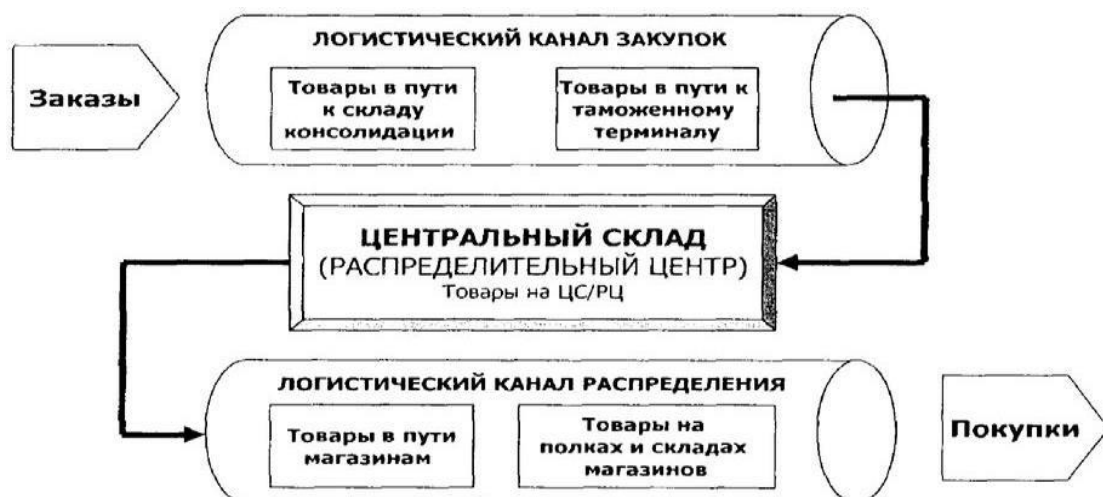 ЛОГИСТИЧЕСКИЙ КАНАЛ ЗАКУПОК
Заказы
Товары в пути
к складу
консолидации
Товары в пути к
таможенному
терминалу
ЦЕНТРАЛЬНЫЙ СКЛАД
(РАСПРЕДЕЛИТЕЛЬНЫЙ ЦЕНТР)
Товары на ЦС/РЦ
ЛОГИСТИЧЕСКИЙ КАНАЛ РАСПРЕДЕЛЕНИЯ
Товары в пути
магазинам
Товары на
полках и складах
магазинов
Покупки